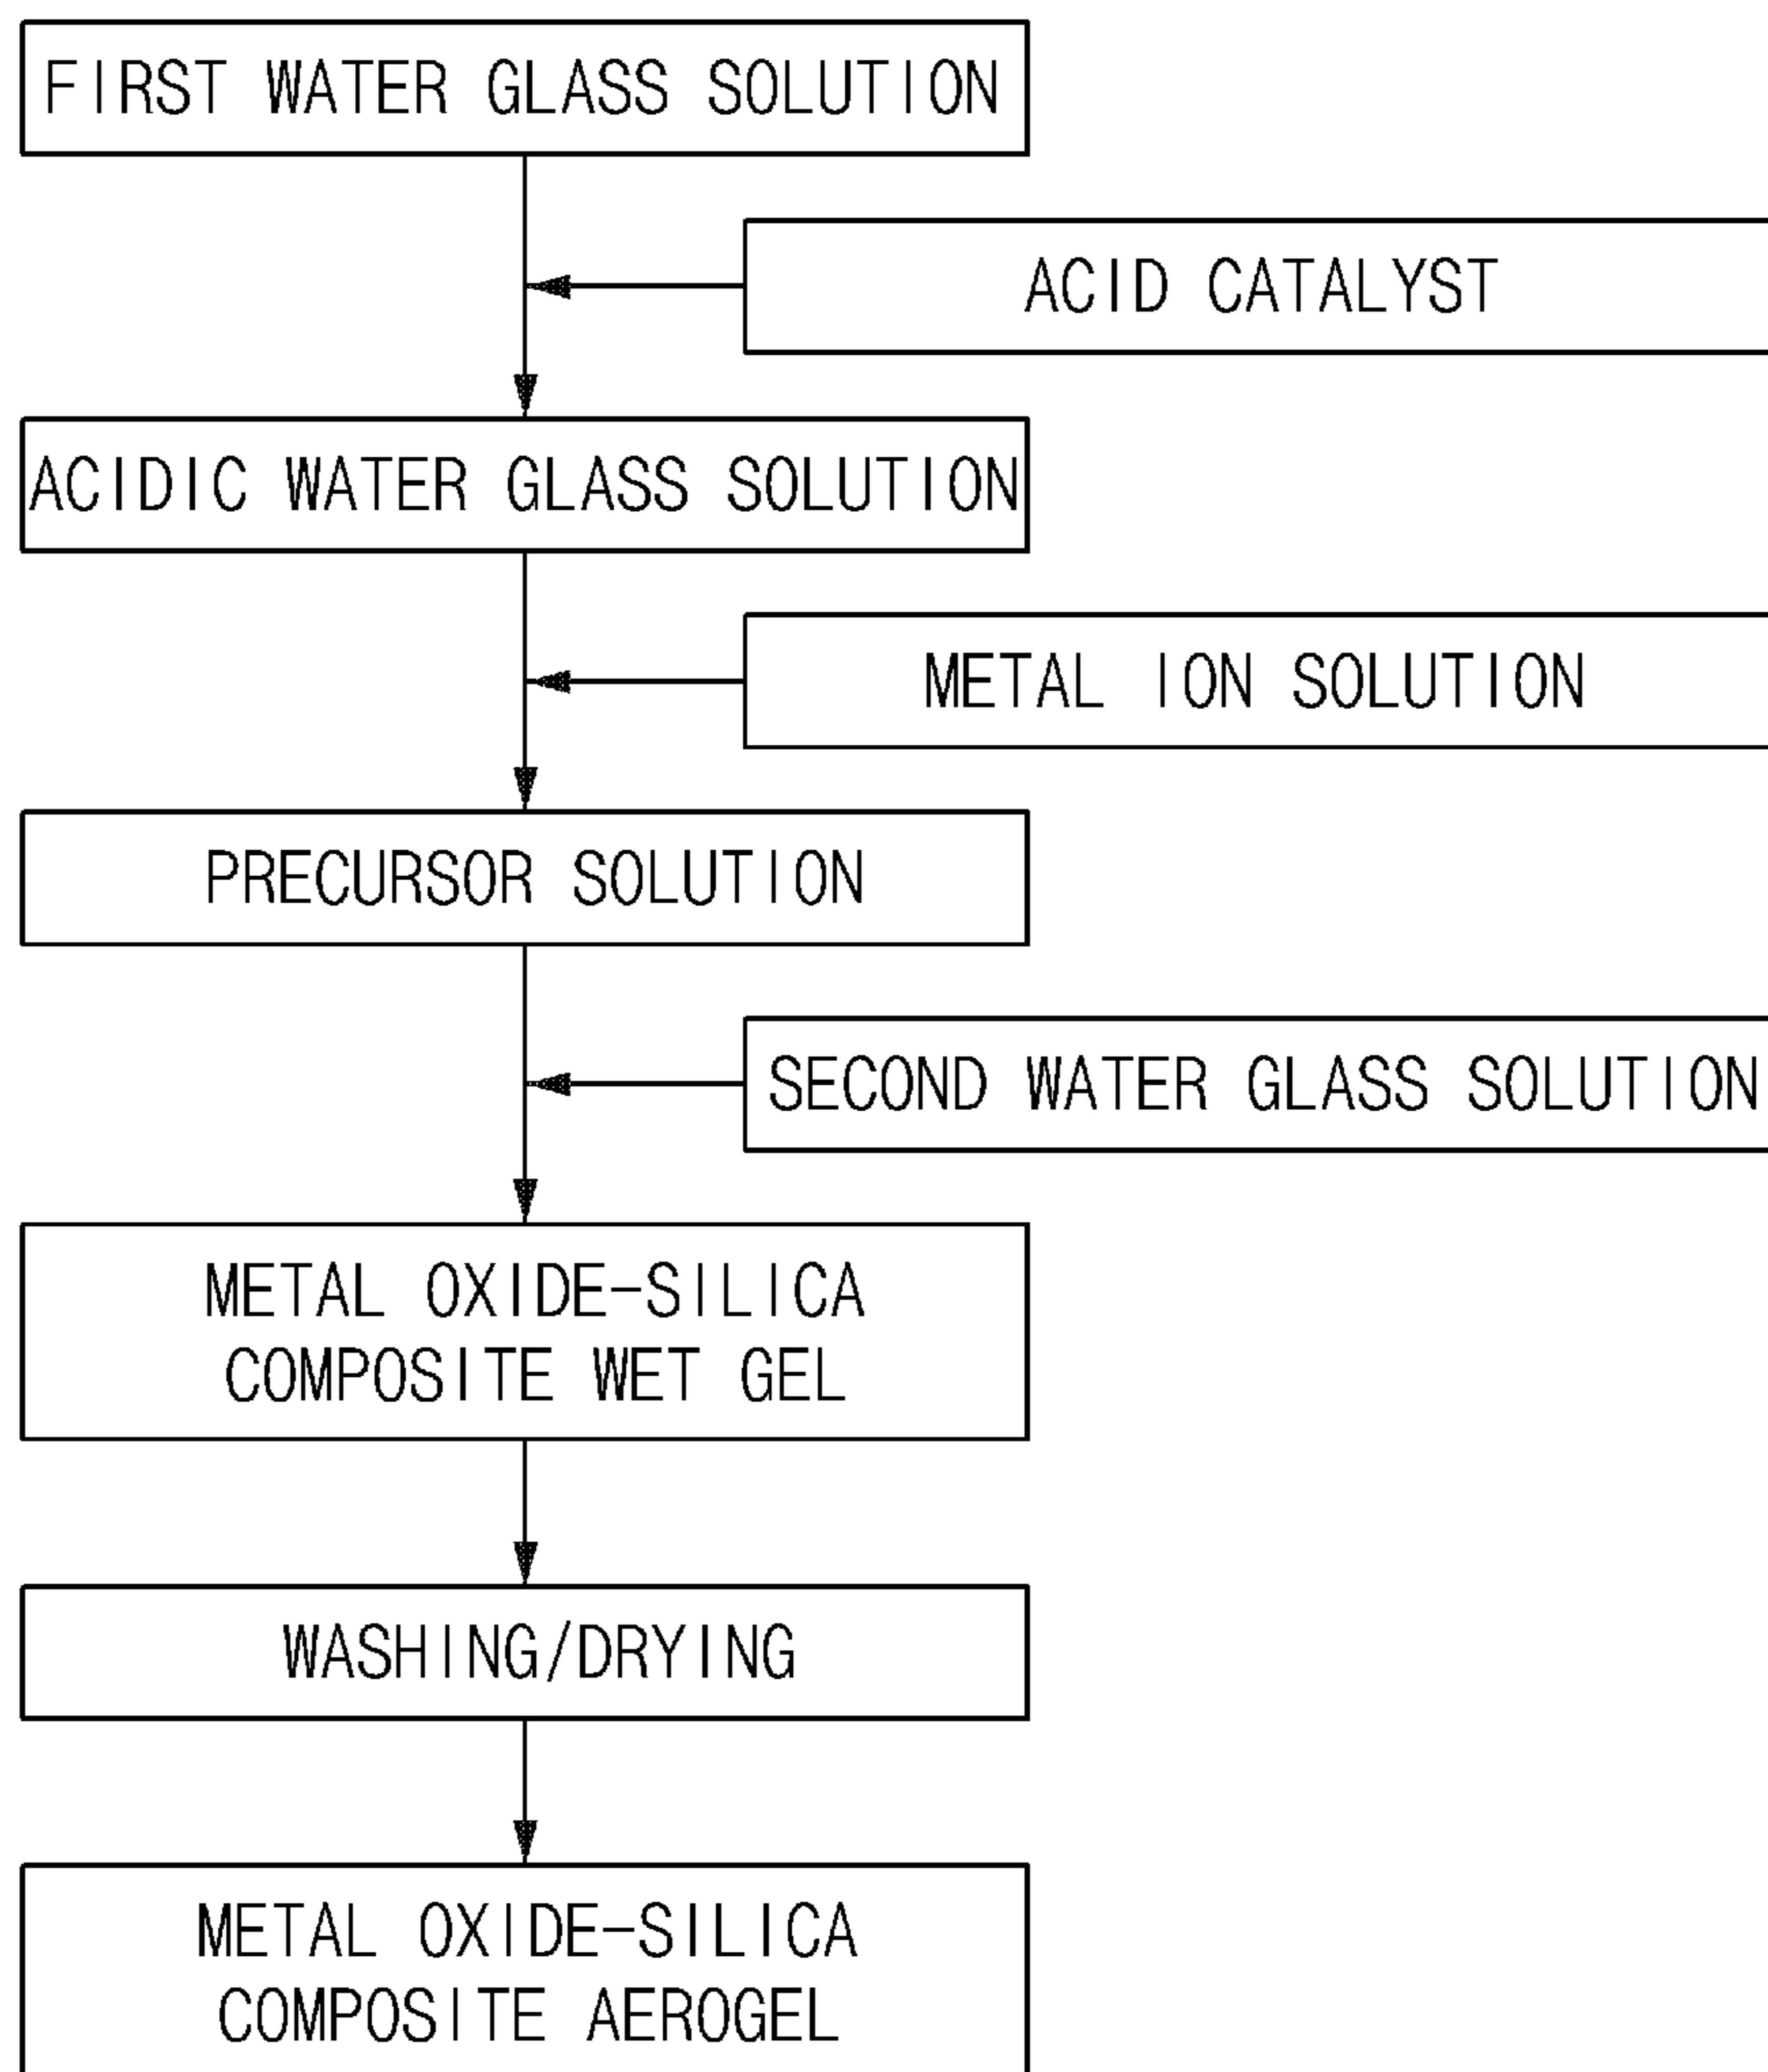 FIRST WATER GLASS SOLUTION
ACID CATALYST
ACIDIC WATER GLASS SOLUTION
METAL ION SOLUTION
PRECURSOR SOLUTION
SECOND WATER GLASS SOLUTION
METAL OXIDE-SILICA
COMPOSITE WET GEL
WASHING/DRYING
METAL OXIDE-SILICA
COMPOSITE AEROGEL